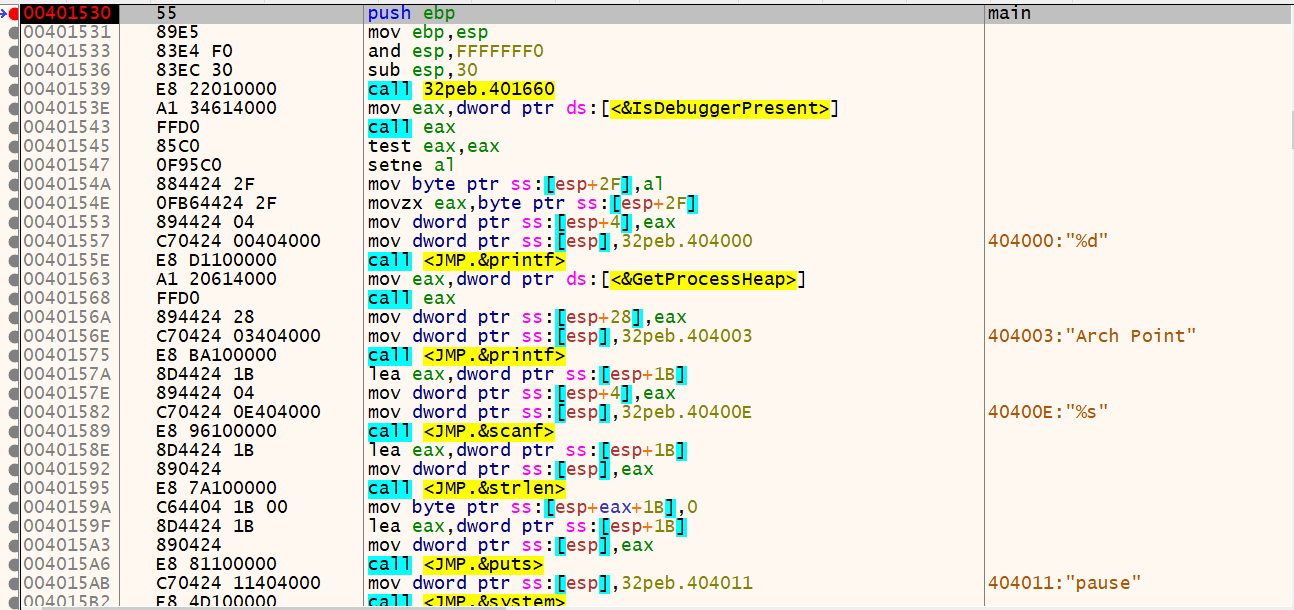 00401530 55 push ebp main
00401531 89E5 mov ebp,esp
00401533 83E4 F0 and esp,FFFFFFF0
00401536 83EC 30 sub esp,30
00401539 E8 22010000 call 32peb.401660
0040153E A1 34614000 mov eax,dword ptr ds:[<&IsDebuggerPresent>]
00401543 FFD0 call eax
00401545 85C0 test eax,eax
00401547 0F95C0 setne al
0040154A 884424 2F mov byte ptr ss:[esp+2F],al
0040154E 0FB64424 2F movzx eax,byte ptr ss:[esp+2F]
00401553 894424 04 mov dword ptr ss:[esp+4],eax
00401557 C70424 00404000 mov dword ptr ss:[esp],32peb.404000 404000:"%d"
0040155E E8 D1100000 call <JMP.&printf>
00401563 A1 20614000 mov eax,dword ptr ds:[<&GetProcessHeap>]
00401568 FFD0 call eax
0040156A 894424 28 mov dword ptr ss:[esp+28],eax
0040156E C70424 03404000 mov dword ptr ss:[esp],32peb.404003 404003:"Arch Point"
00401575 E8 BA100000 call <JMP.&printf>
0040157A 8D4424 1B lea eax,dword ptr ss:[esp+1B]
0040157E 894424 04 mov dword ptr ss:[esp+4],eax
00401582 C70424 0E404000 mov dword ptr ss:[esp],32peb.40400E 40400E:"%s"
00401589 E8 96100000 call <JMP.&scanf>
0040158E 8D4424 1B lea eax,dword ptr ss:[esp+1B]
00401592 890424 mov dword ptr ss:[esp],eax
00401595 E8 7A100000 call <JMP.&strlen>
0040159A C64404 1B 00 mov byte ptr ss:[esp+eax+1B],0
0040159F 8D4424 1B lea eax,dword ptr ss:[esp+1B]
004015A3 890424 mov dword ptr ss:[esp],eax
004015A6 E8 81100000 call <JMP.&puts>
004015AB C70424 11404000 mov dword ptr ss:[esp],32peb.404011 404011:"pause"
004015B2 E8 4D100000 call <JMP.&system>